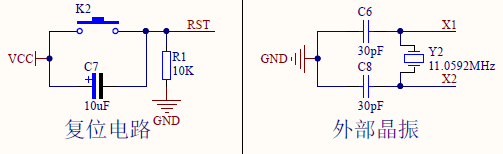 K2
RST
VCC
C7
10uF
R1
10K
GND
复位电路
C6
30pF
X1
GND
Y2
11.0592MHz
C8
30pF
X2
外部晶振